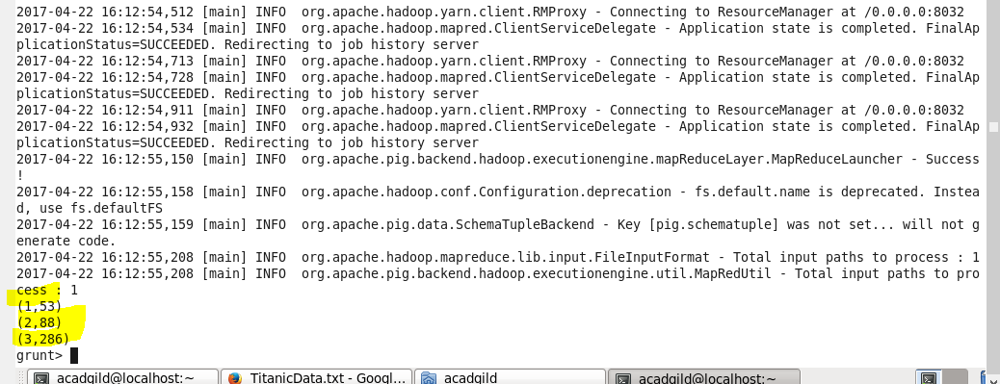 2017-04-22 16:12:54,512 [main] INFO  org.apache.hadoop.yarn.client.RMProxy - Connecting to ResourceManager at /0.0.0.0:8032
2017-04-22 16:12:54,534 [main] INFO  org.apache.hadoop.mapred.ClientServiceDelegate - Application state is completed. FinalAp
plicationStatus=SUCCEEDED. Redirecting to job history server
2017-04-22 16:12:54,713 [main] INFO  org.apache.hadoop.yarn.client.RMProxy - Connecting to ResourceManager at /0.0.0.0:8032
2017-04-22 16:12:54,728 [main] INFO  org.apache.hadoop.mapred.ClientServiceDelegate - Application state is completed. FinalAp
plicationStatus=SUCCEEDED. Redirecting to job history server
2017-04-22 16:12:54,911 [main] INFO  org.apache.hadoop.yarn.client.RMProxy - Connecting to ResourceManager at /0.0.0.0:8032
2017-04-22 16:12:54,932 [main] INFO  org.apache.hadoop.mapred.ClientServiceDelegate - Application state is completed. FinalAp
plicationStatus=SUCCEEDED. Redirecting to job history server
2017-04-22 16:12:55,150 [main] INFO  org.apache.pig.backend.hadoop.executionengine.mapReduceLayer.MapReduceLauncher - Success
!
2017-04-22 16:12:55,158 [main] INFO  org.apache.hadoop.conf.Configuration.deprecation - fs.default.name is deprecated. Instea
d, use fs.defaultFS
2017-04-22 16:12:55,159 [main] INFO  org.apache.pig.data.SchemaTupleBackend - Key [pig.schematuple] was not set... will not g
enerate code.
2017-04-22 16:12:55,208 [main] INFO  org.apache.hadoop.mapreduce.lib.input.FileInputFormat - Total input paths to process : 1
2017-04-22 16:12:55,208 [main] INFO  org.apache.pig.backend.hadoop.executionengine.util.MapRedUtil - Total input paths to pro
cess : 1
(1,53)
(2,88)
(3,286)
grunt>
acadgild@localhost:~ TitanicData.txt - Googl... acadgild acadgild@localhost:~